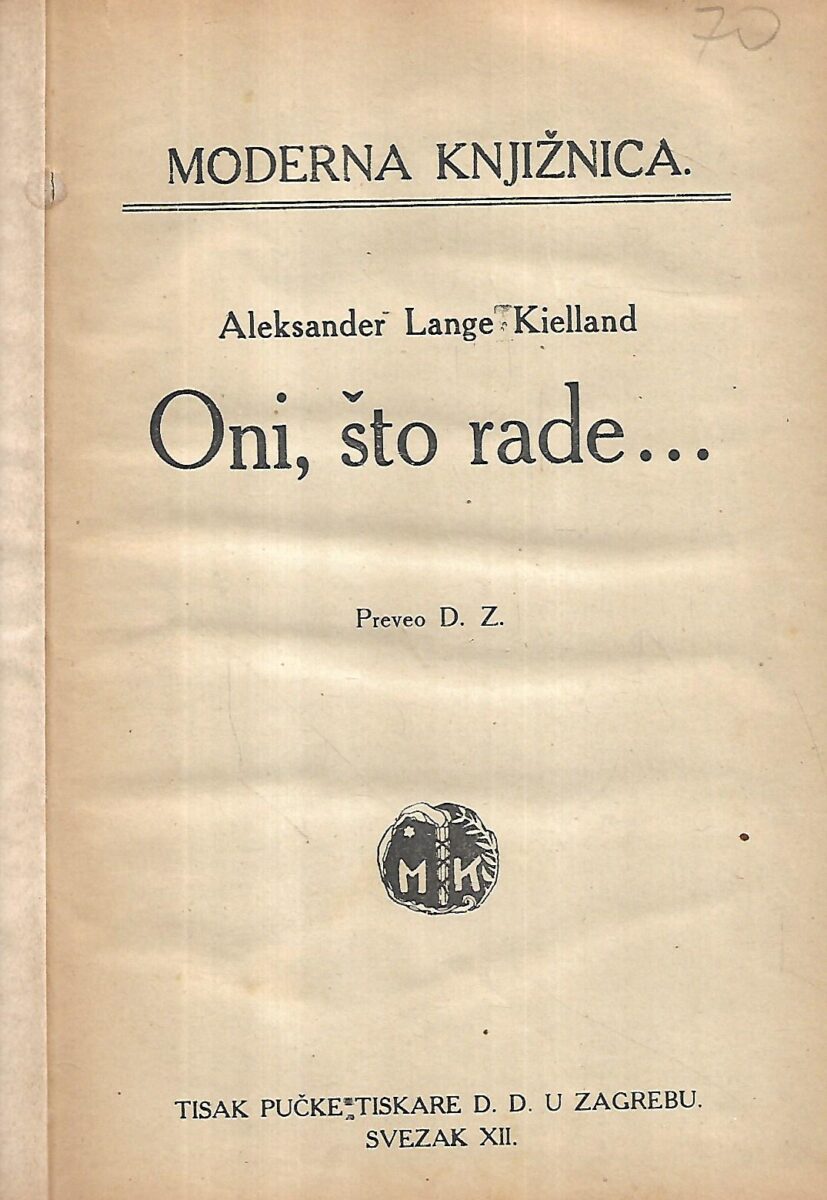 70
MODERNA KNJIŽNICA.
Aleksander Lange Kielland
Oni, što rade...
Preveo D. Z.
M K
TISAK PUČKE TISKARE D. D. U ZAGREBU.
SVEZAK XII.